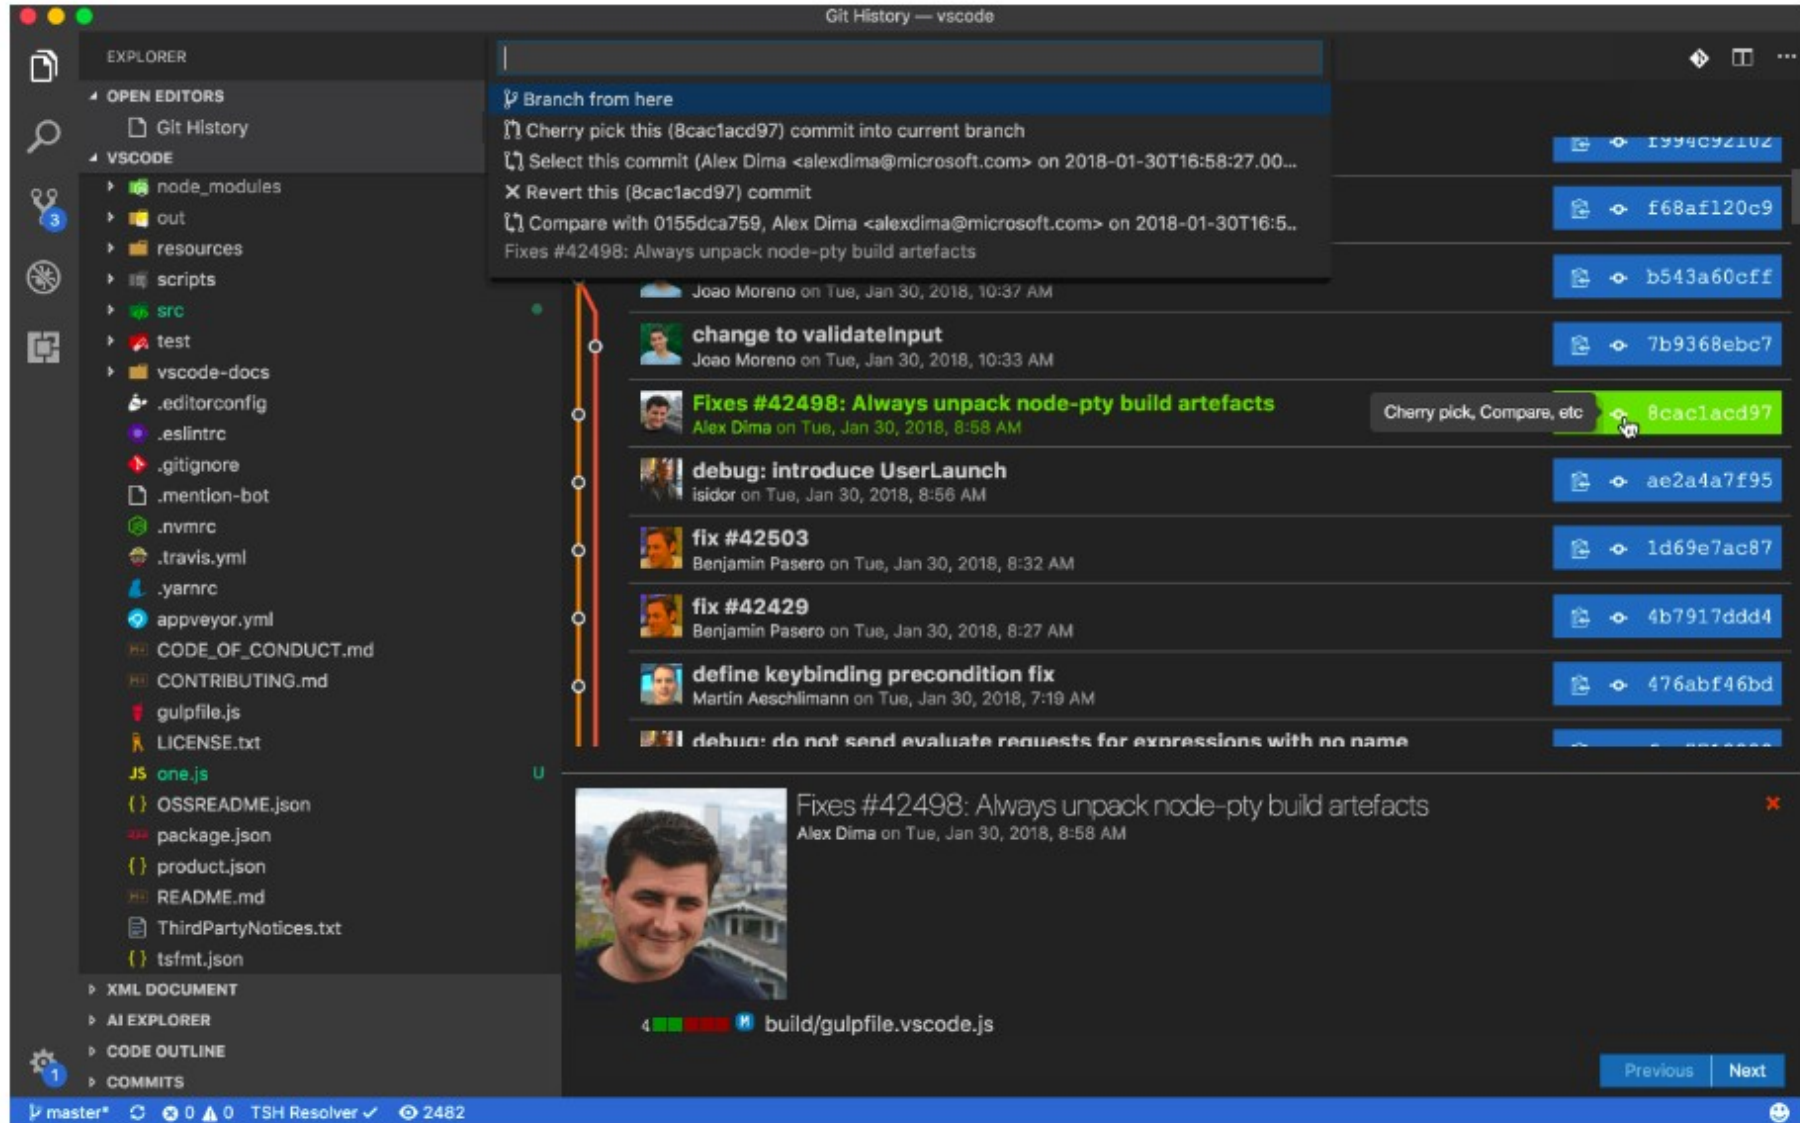 Git History — vscode
EXPLORER
OPEN EDITORS
Git History
VSCODE
node_modules
out
resources
scripts
src
test
vscode-docs
.editorconfig
.eslintrc
.gitignore
.mention-bot
.nvmrc
.travis.yml
.yarnrc
appveyor.yml
CODE_OF_CONDUCT.md
CONTRIBUTING.md
gulpfile.js
LICENSE.txt
JS one.js U
{} OSSREADME.json
package.json
{} product.json
README.md
ThirdPartyNotices.txt
{} tsfmt.json
XML DOCUMENT
AI EXPLORER
CODE OUTLINE
COMMITS
3
1
Branch from here
Cherry pick this (8cac1acd97) commit into current branch
Select this commit (Alex Dima <alexdima@microsoft.com> on 2018-01-30T16:58:27.00...
Revert this (8cac1acd97) commit
Compare with 0155dca759, Alex Dima <alexdima@microsoft.com> on 2018-01-30T16:5..
Fixes #42498: Always unpack node-pty build artefacts
f994c92102
f68af120c9
Joao Moreno on Tue, Jan 30, 2018, 10:37 AM
b543a60cff
change to validateInput
Joao Moreno on Tue, Jan 30, 2018, 10:33 AM
7b9368ebc7
Fixes #42498: Always unpack node-pty build artefacts
Alex Dima on Tue, Jan 30, 2018, 8:58 AM
Cherry pick, Compare, etc
8cac1acd97
debug: introduce UserLaunch
isidor on Tue, Jan 30, 2018, 8:56 AM
ae2a4a7f95
fix #42503
Benjamin Pasero on Tue, Jan 30, 2018, 8:32 AM
1d69e7ac87
fix #42429
Benjamin Pasero on Tue, Jan 30, 2018, 8:27 AM
4b7917ddd4
define keybinding precondition fix
Martin Aeschlimann on Tue, Jan 30, 2018, 7:19 AM
476abf46bd
debug: do not send evaluate requests for expressions with no name
Fixes #42498: Always unpack node-pty build artefacts
Alex Dima on Tue, Jan 30, 2018, 8:58 AM
4 M build/gulpfile.vscode.js
Previous Next
master* 0 0 TSH Resolver 2482